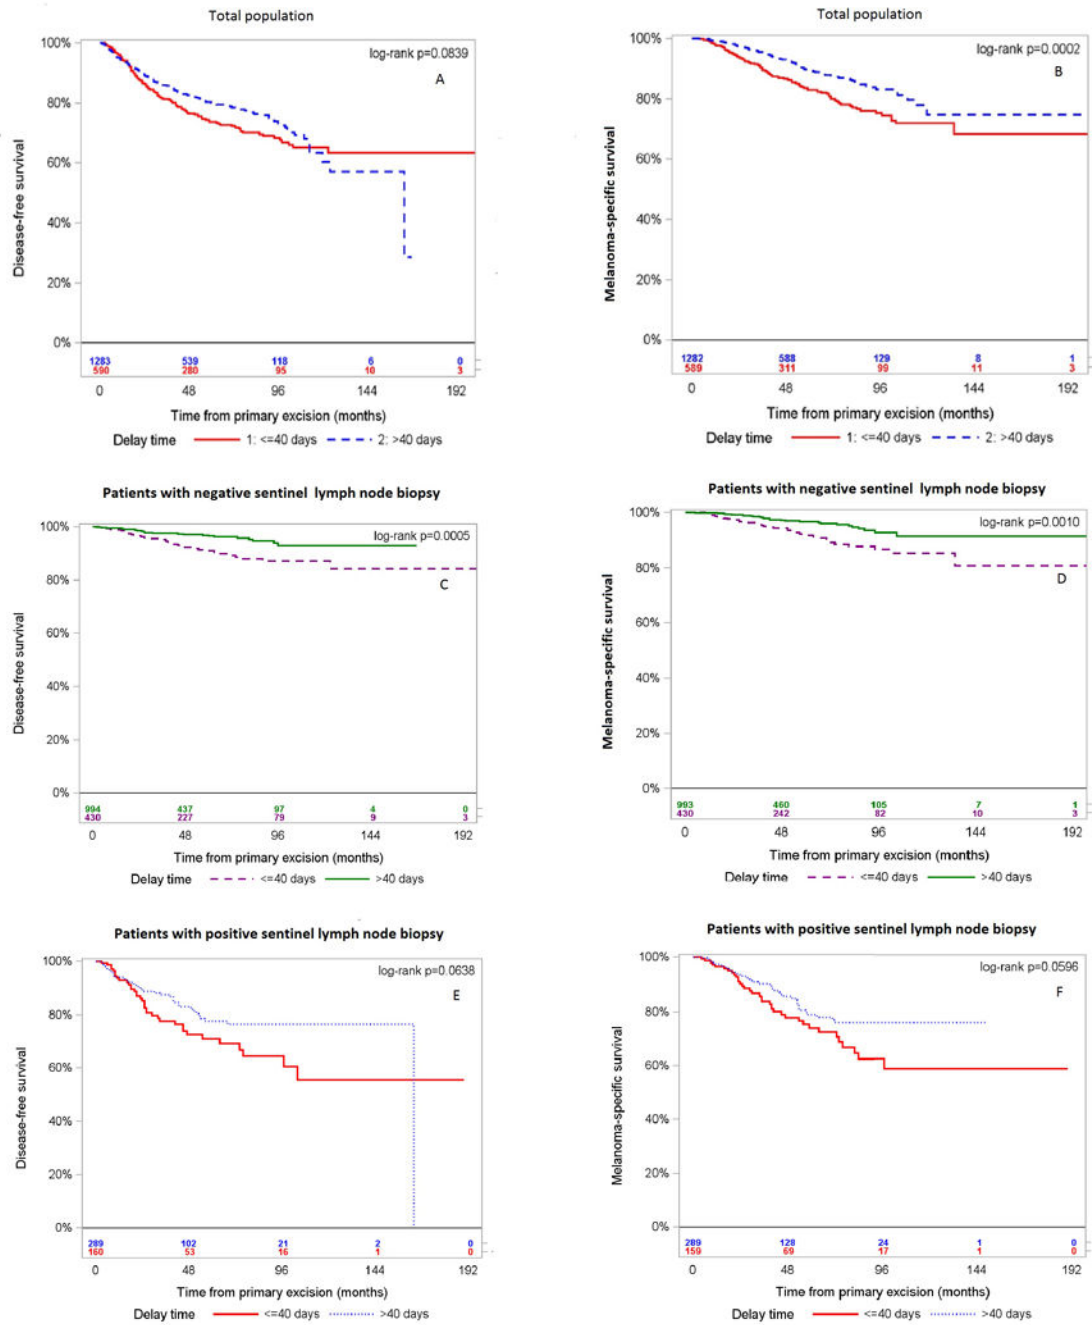 Total population
log-rank p=0.0839
A
100%
80%
60%
40%
20%
0%
Disease-free survival
1283 539 118 6 0
590 280 95 10 3
0 48 96 144 192
Time from primary excision (months)
Delay time 1: <=40 days 2: >40 days
Total population
log-rank p=0.0002
B
100%
80%
60%
40%
20%
0%
Melanoma-specific survival
1282 588 129 8 1
589 311 99 11 3
0 48 96 144 192
Time from primary excision (months)
Delay time 1: <=40 days 2: >40 days
Patients with negative sentinel lymph node biopsy
log-rank p=0.0005
C
100%
80%
60%
40%
20%
0%
Disease-free survival
994 437 97 4 0
430 227 79 9 3
0 48 96 144 192
Time from primary excision (months)
Delay time <=40 days >40 days
Patients with negative sentinel lymph node biopsy
log-rank p=0.0010
D
100%
80%
60%
40%
20%
0%
Melanoma-specific survival
993 460 105 7 1
430 242 82 10 3
0 48 96 144 192
Time from primary excision (months)
Delay time <=40 days >40 days
Patients with positive sentinel lymph node biopsy
log-rank p=0.0638
E
100%
80%
60%
40%
20%
0%
Disease-free survival
289 102 21 2 0
160 53 16 1 0
0 48 96 144 192
Time from primary excision (months)
Delay time <=40 days >40 days
Patients with positive sentinel lymph node biopsy
log-rank p=0.0596
F
100%
80%
60%
40%
20%
0%
Melanoma-specific survival
289 128 24 1 0
159 69 17 1 0
0 48 96 144 192
Time from primary excision (months)
Delay time <=40 days >40 days